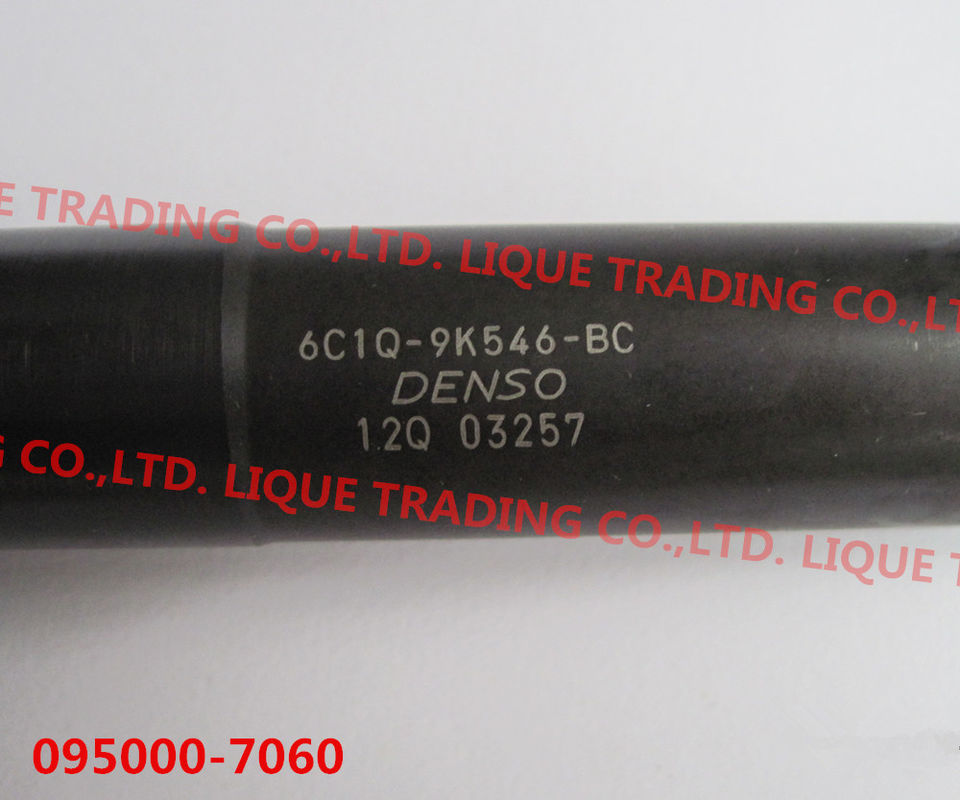 E TRADING CO.,LTD. LIQUE TRADING CO.,LT
6C1Q-9K546-BC
DENSO
12Q 03257
G CO.,LTD. LIQUE TRADING CO.,LTD. LIQUE T
095000-7060